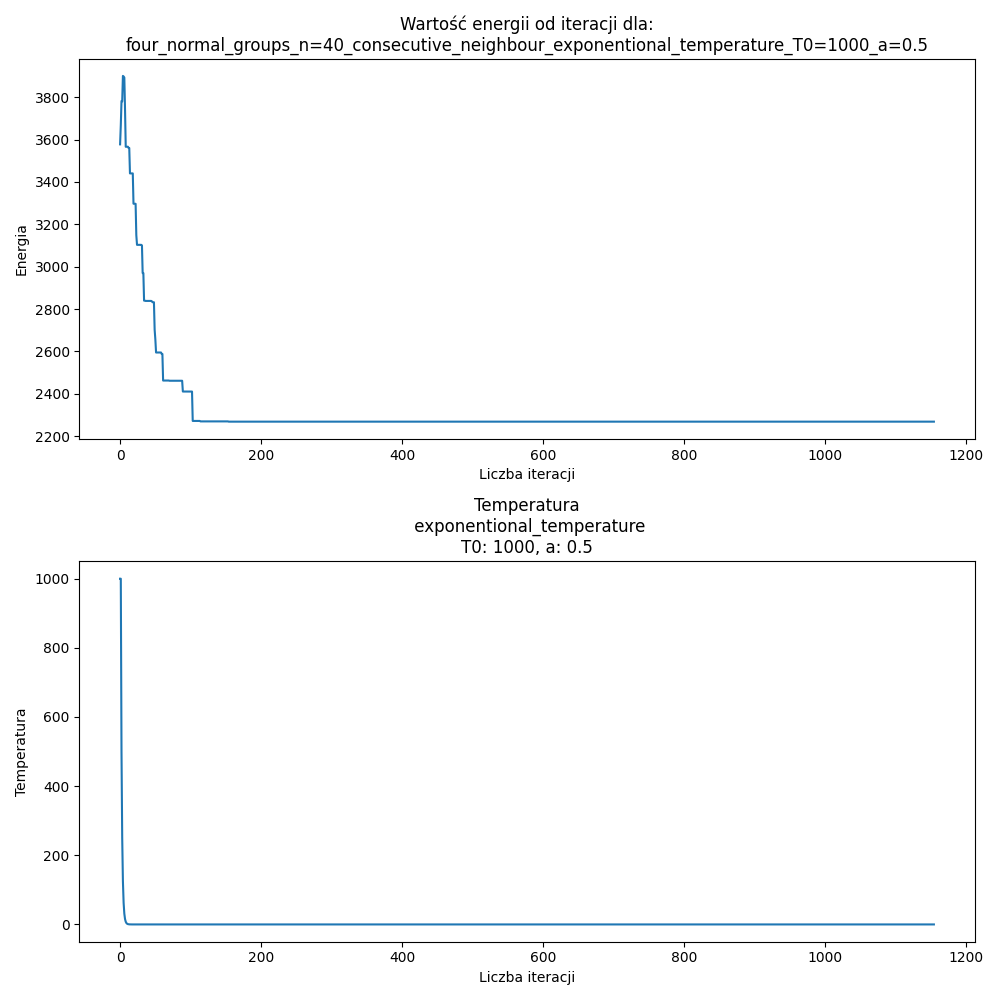 Wartość energii od iteracji dla:
four_normal_groups_n=40_consecutive_neighbour_exponentional_temperature_T0=1000_a=0.5
3800
3600
3400
3200
3000
2800
2600
2400
2200
Energia
0 200 400 600 800 1000 1200
Liczba iteracji
Temperatura
exponentional_temperature
T0: 1000, a: 0.5
1000
800
600
400
200
0
Temperatura
0 200 400 600 800 1000 1200
Liczba iteracji